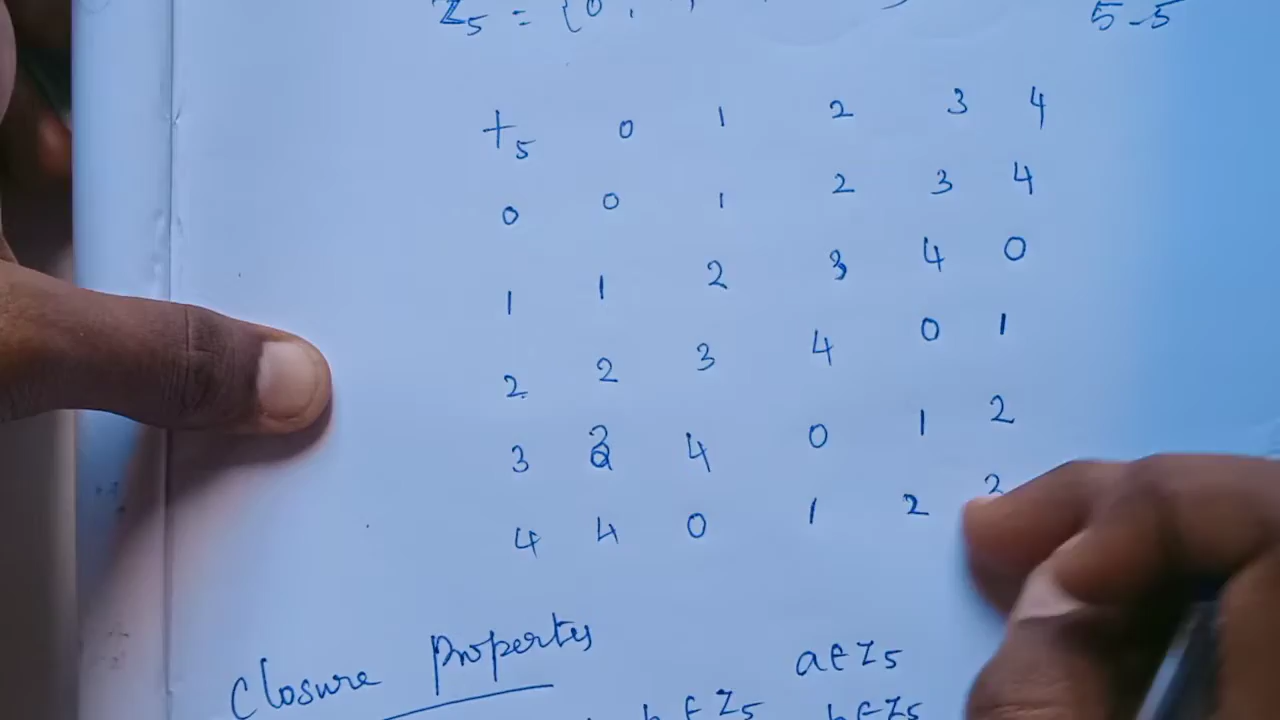 Z5 = {0,
5-5
+5 0 1 2 3 4
0 0 1 2 3 4
1 1 2 3 4 0
2 2 3 4 0 1
3 3 4 0 1 2
4 4 0 1 2 3
Closure Propertys
a∈Z5
b∈Z5 b∈Z5